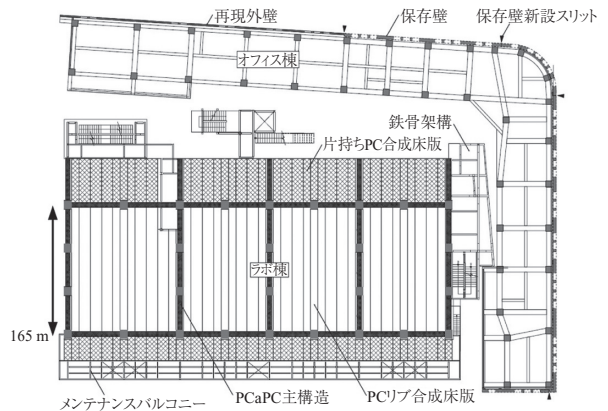 再現外壁
保存壁
保存壁新設スリット
オフィス棟
鉄骨架構
片持ちPC合成床版
ラボ棟
165 m
メンテナンスバルコニー
PCaPC主構造
PCリブ合成床版